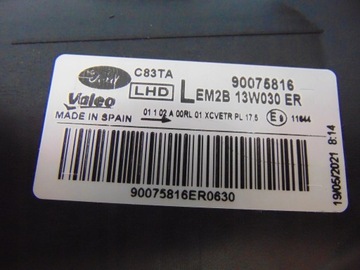 C83TA 90075816
Valeo LHD LEM2B 13W030 ER
01 1 02 A 00RL 01 XCVETR PL 17.5 E 11644
MADE IN SPAIN
90075816ER0630
19/05/2021 8:14